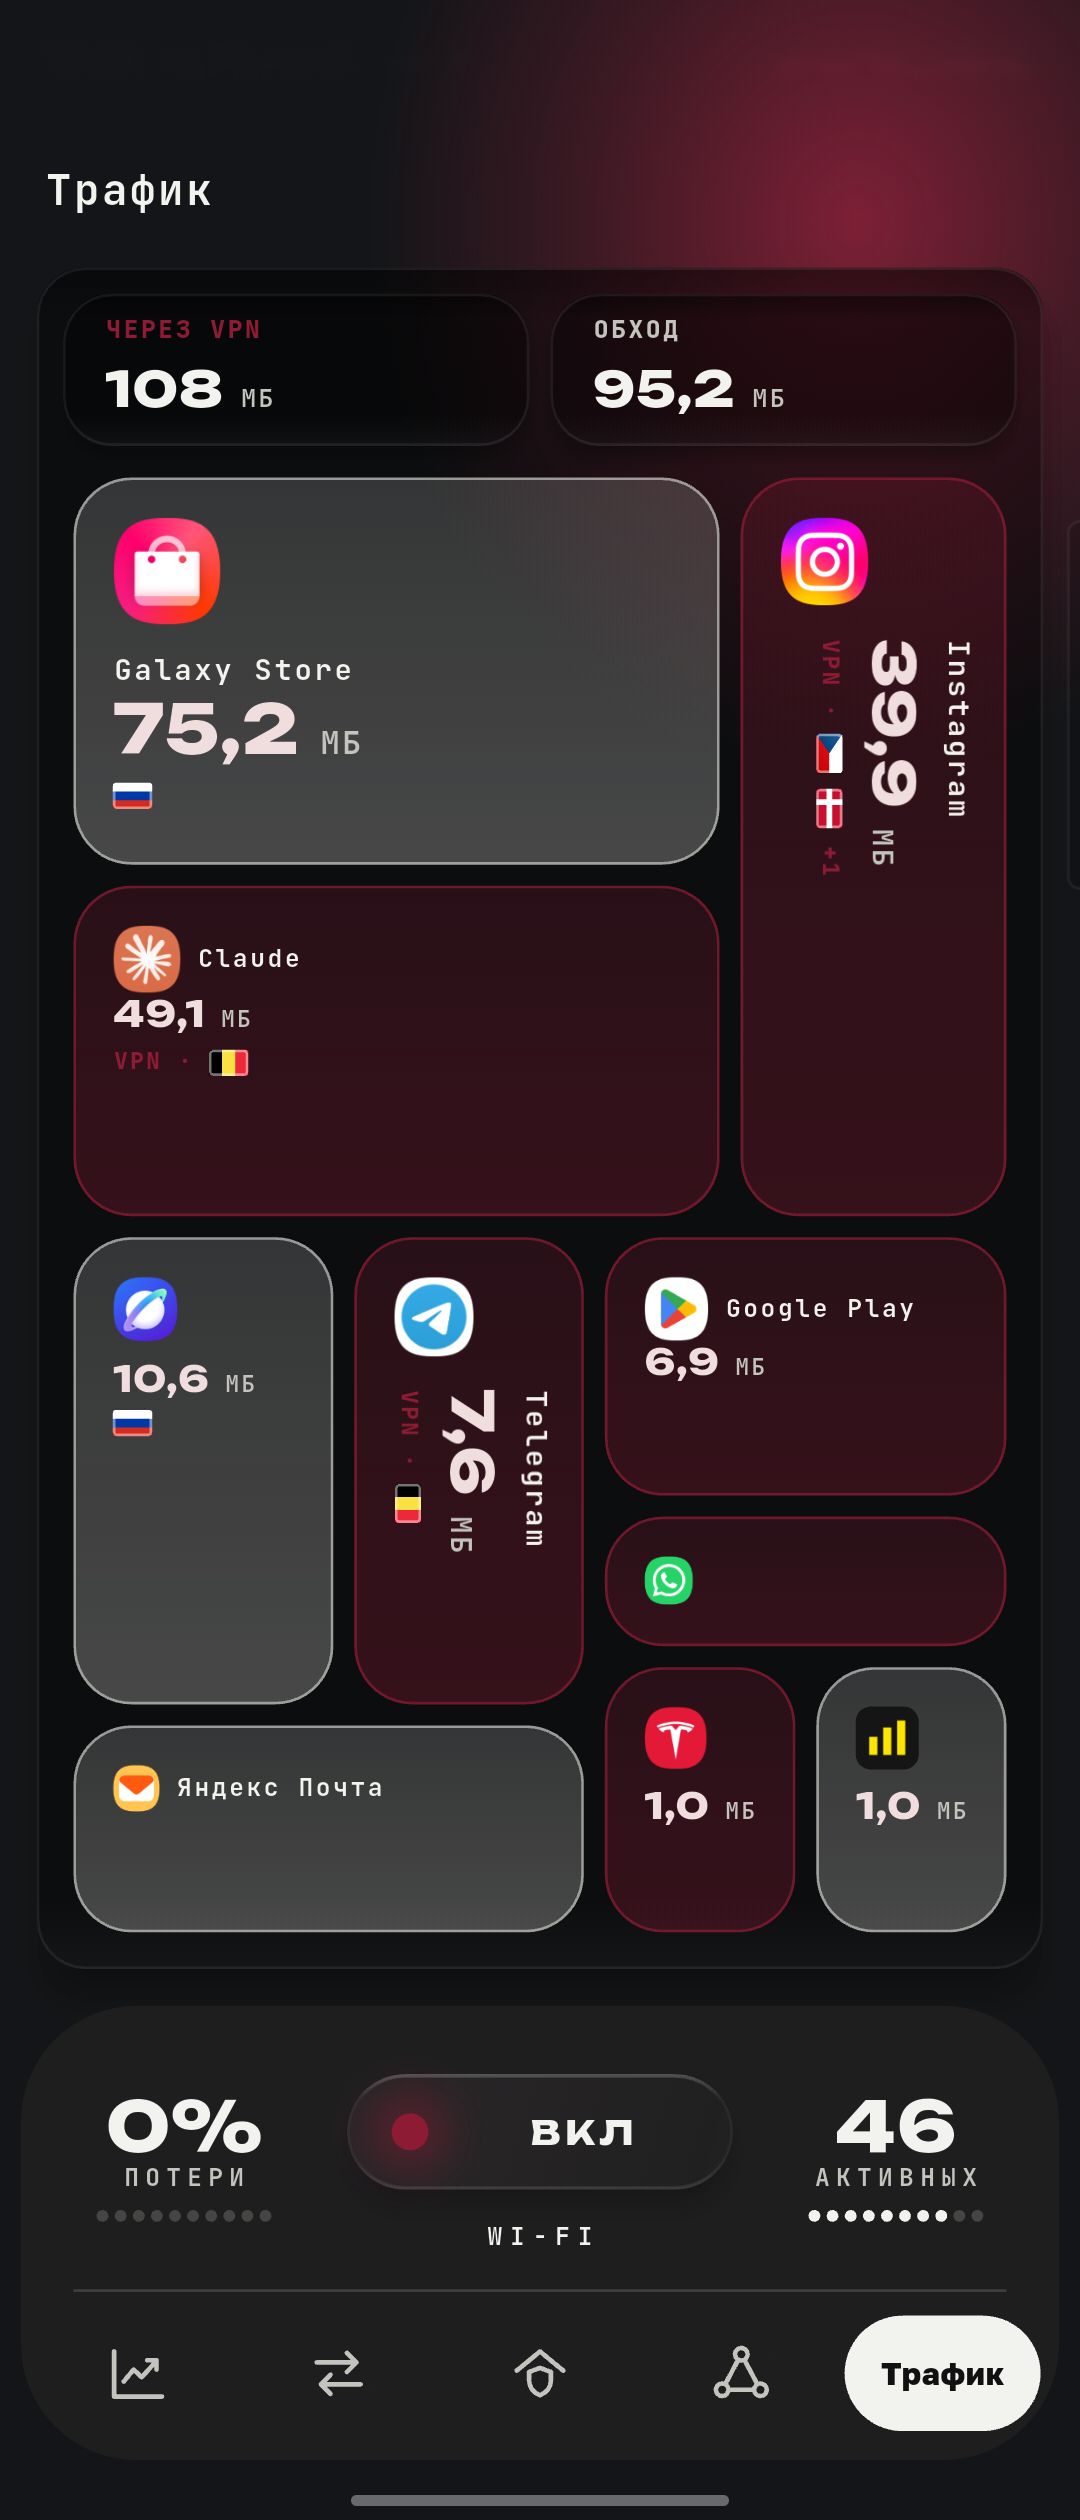 Трафик
ЧЕРЕЗ VPN
108 МБ
ОБХОД
95,2 МБ
Galaxy Store
75,2 МБ
Instagram
39,9 МБ
VPN · +1
Claude
49,1 МБ
VPN ·
10,6 МБ
Telegram
7,6 МБ
VPN ·
Google Play
6,9 МБ
Яндекс Почта
1,0 МБ
1,0 МБ
0%
ПОТЕРИ
вкл
WI-FI
46
АКТИВНЫХ
Трафик